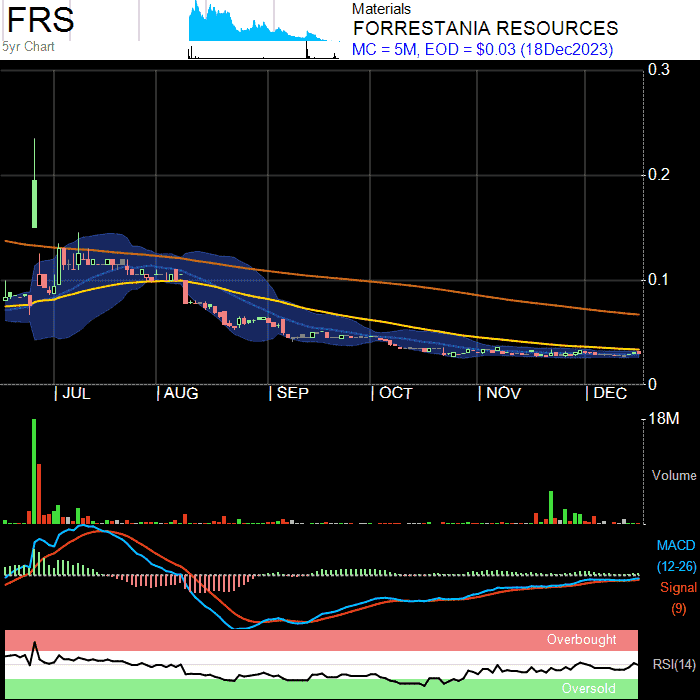 FRS
5yr Chart
Materials
FORRESTANIA RESOURCES
MC = 5M, EOD = $0.03 (18Dec2023)
0.3
0.2
0.1
0
JUL AUG SEP OCT NOV DEC
18M
Volume
MACD
(12-26)
Signal
(9)
Overbought
RSI(14)
Oversold